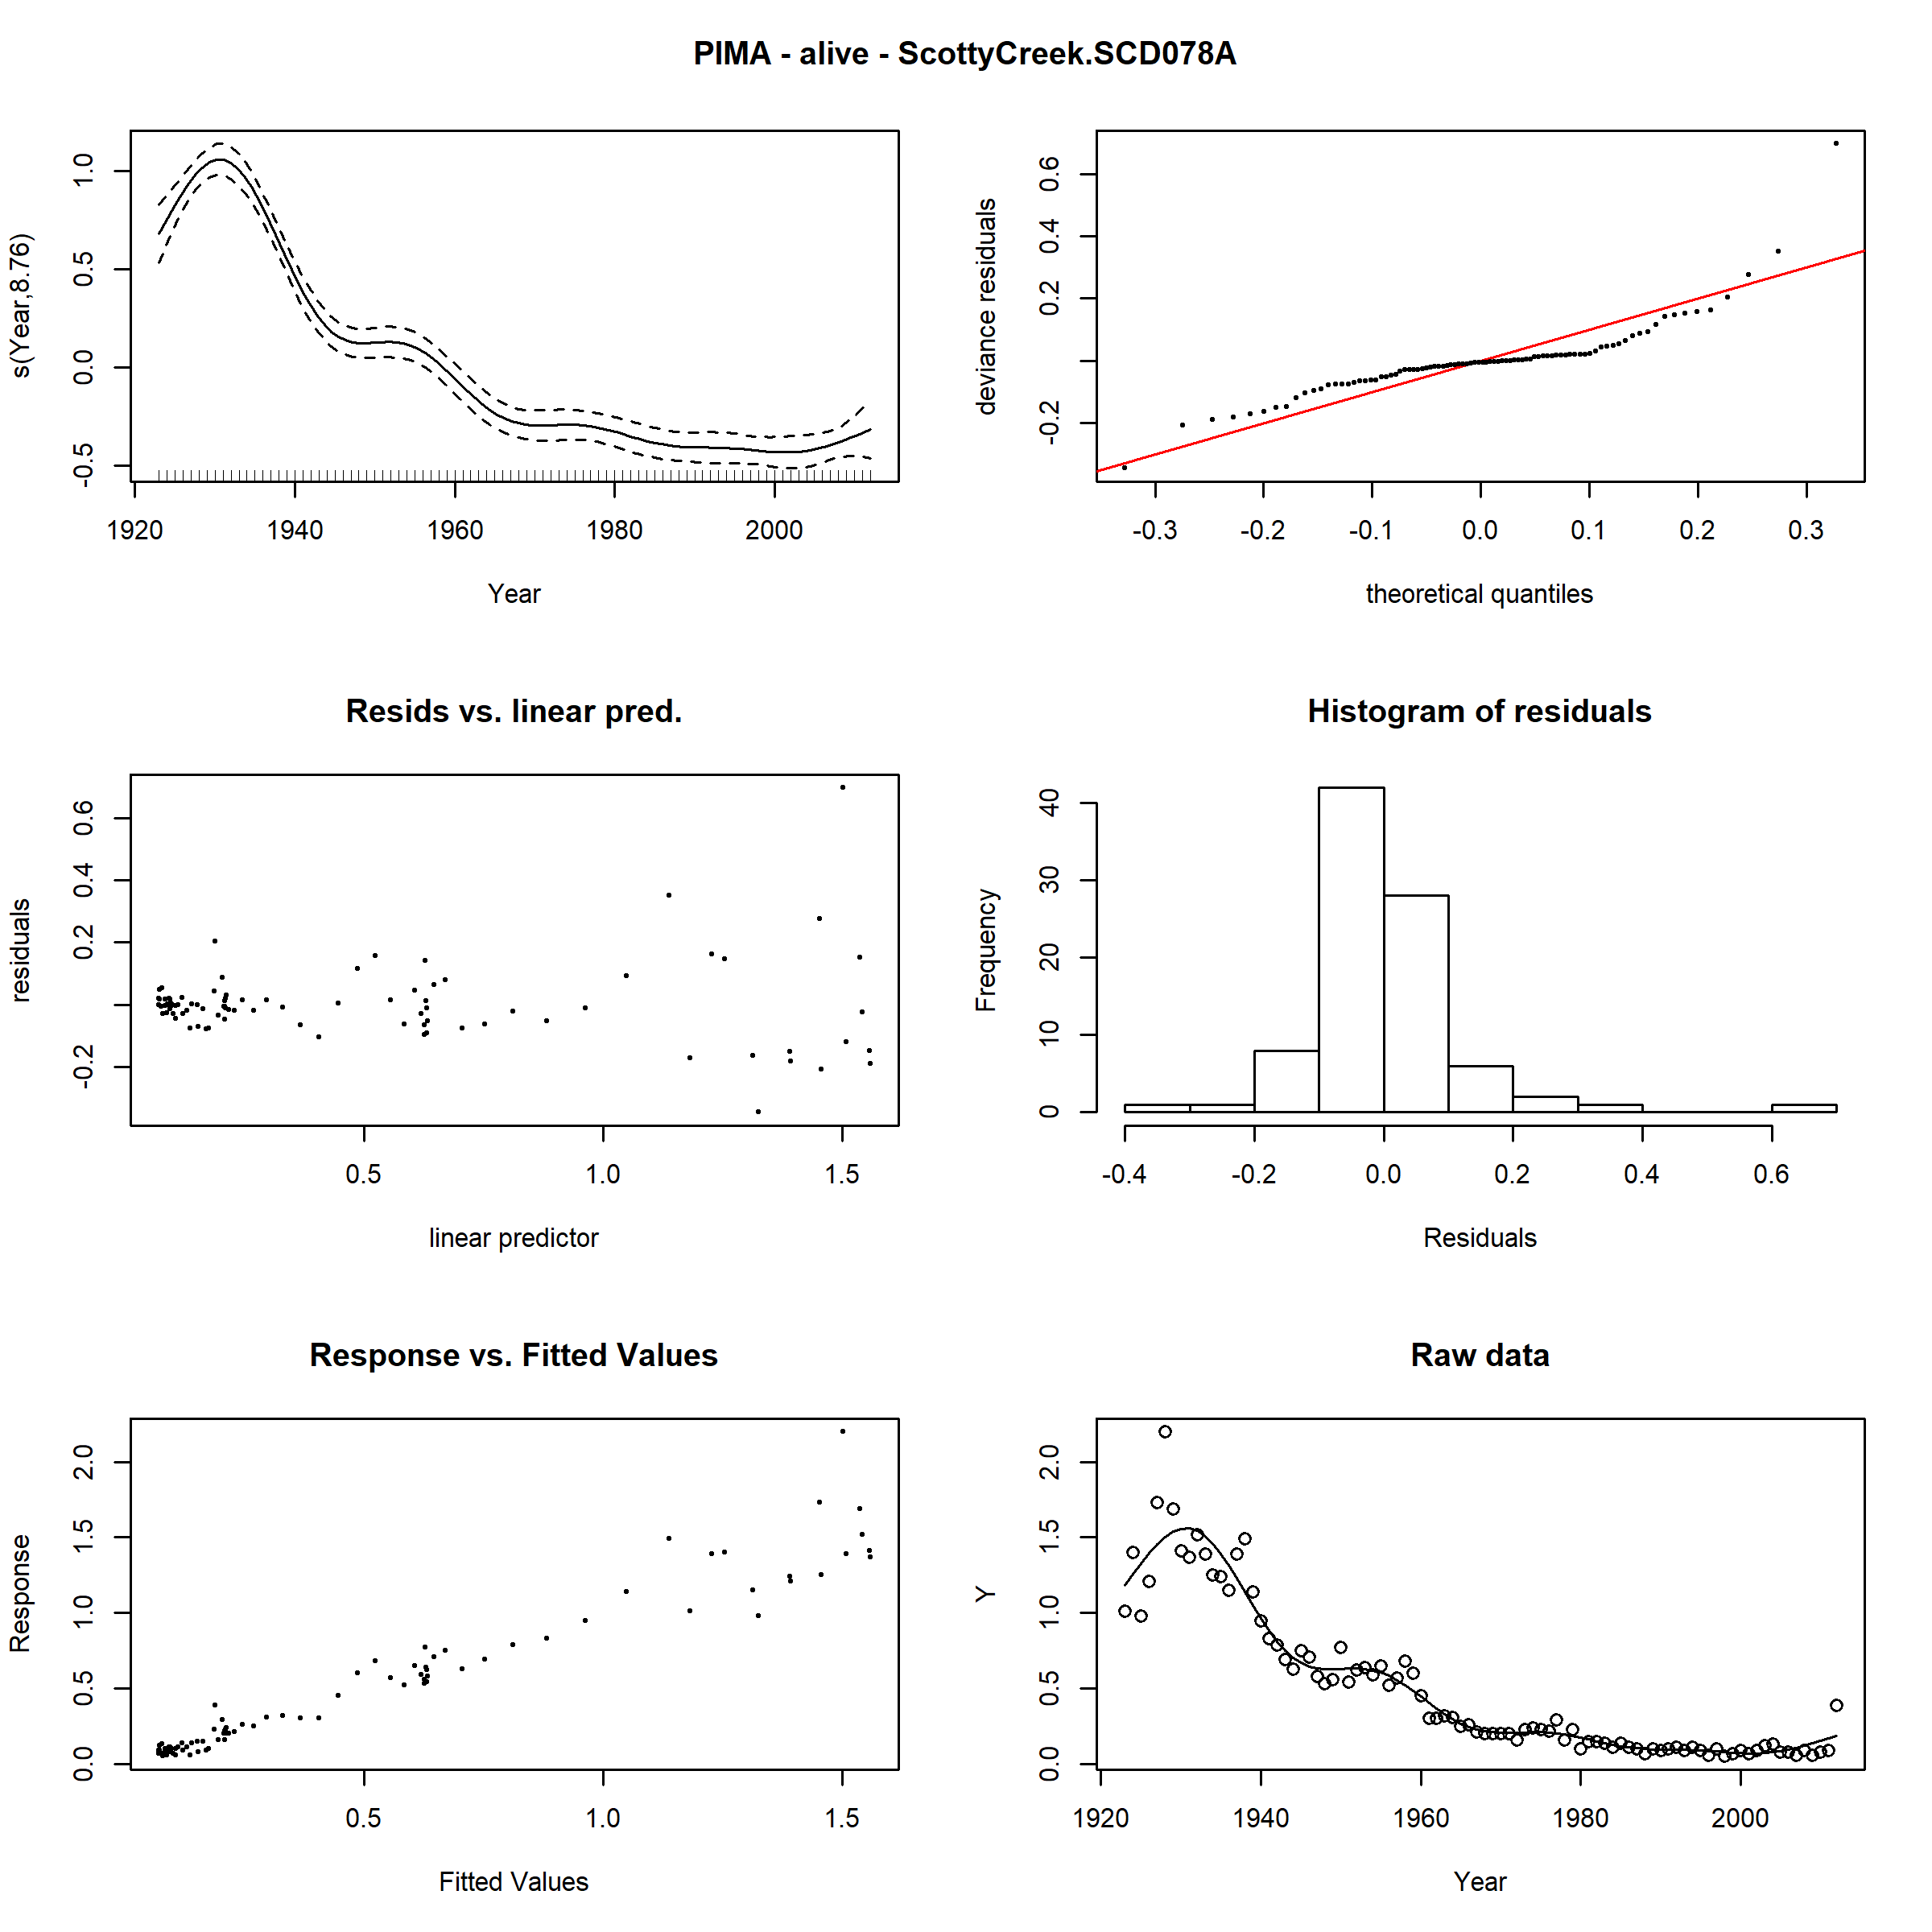 PIMA - alive - ScottyCreek.SCD078A
s(Year,8.76)
-0.5 0.0 0.5 1.0
1920 1940 1960 1980 2000
Year
deviance residuals
-0.2 0.2 0.4 0.6
-0.3 -0.2 -0.1 0.0 0.1 0.2 0.3
theoretical quantiles
Resids vs. linear pred.
residuals
-0.2 0.2 0.4 0.6
0.5 1.0 1.5
linear predictor
Histogram of residuals
Frequency
0 10 20 30 40
-0.4 -0.2 0.0 0.2 0.4 0.6
Residuals
Response vs. Fitted Values
Response
0.0 0.5 1.0 1.5 2.0
0.5 1.0 1.5
Fitted Values
Raw data
Y
0.0 0.5 1.0 1.5 2.0
1920 1940 1960 1980 2000
Year